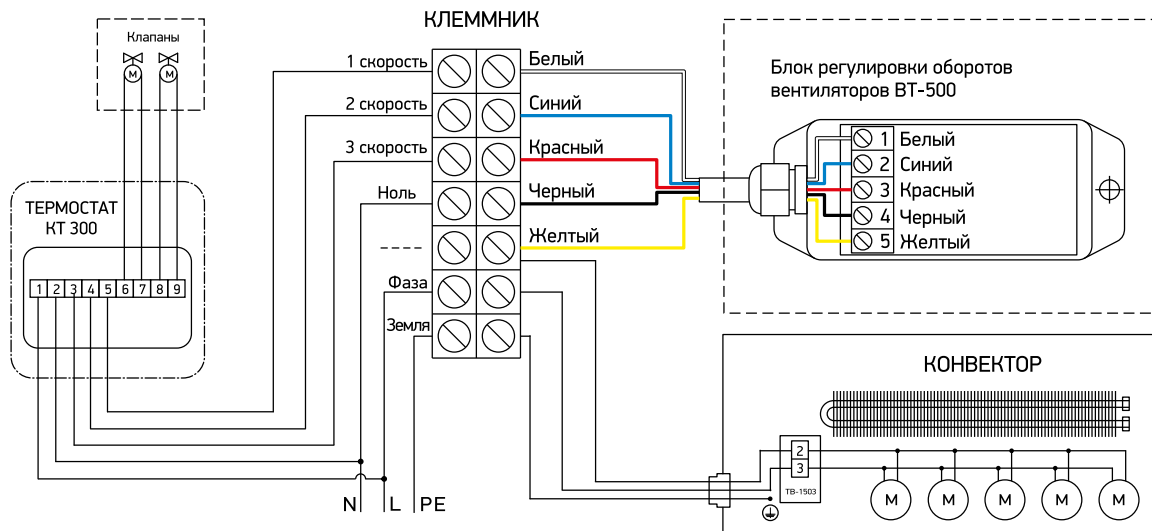 КЛЕММНИК
Клапаны
М М
ТЕРМОСТАТ
КТ 300
1 2 3 4 5 6 7 8 9
1 скорость
2 скорость
3 скорость
Ноль
----
Фаза
Земля
Белый
Синий
Красный
Черный
Желтый
Блок регулировки оборотов
вентиляторов ВТ-500
1 Белый
2 Синий
3 Красный
4 Черный
5 Желтый
N L PE
КОНВЕКТОР
2
3
ТВ-1503
М М М М М